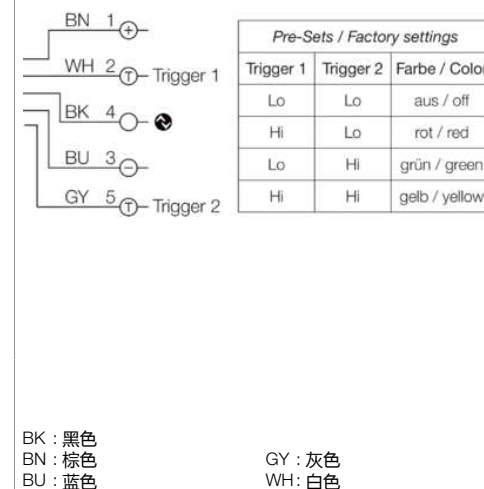 BN 1 +
WH 2 T Trigger 1
BK 4
BU 3 −
GY 5 T Trigger 2
Pre-Sets / Factory settings
Trigger 1 Trigger 2 Farbe / Color
Lo Lo aus / off
Hi Lo rot / red
Lo Hi grün / green
Hi Hi gelb / yellow
BK : 黑色
BN : 棕色 GY : 灰色
BU : 蓝色 WH: 白色